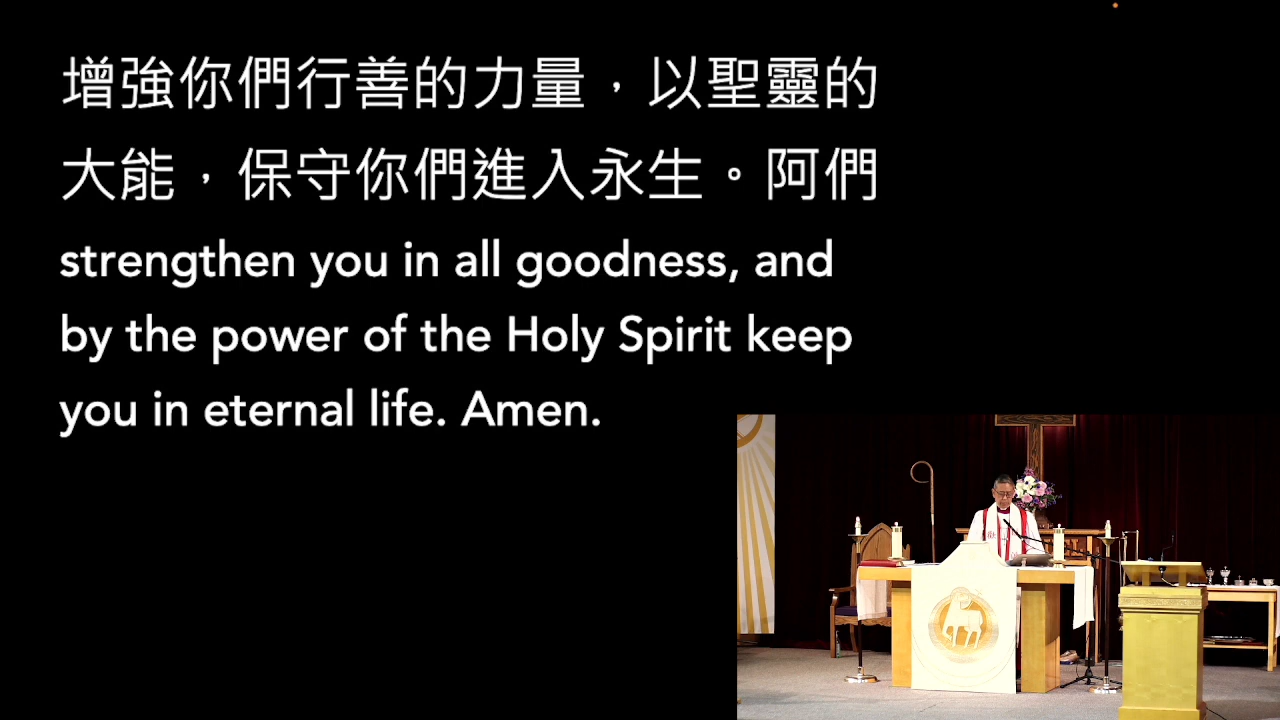 增強你們行善的力量，以聖靈的
大能，保守你們進入永生。阿們
strengthen you in all goodness, and
by the power of the Holy Spirit keep
you in eternal life. Amen.